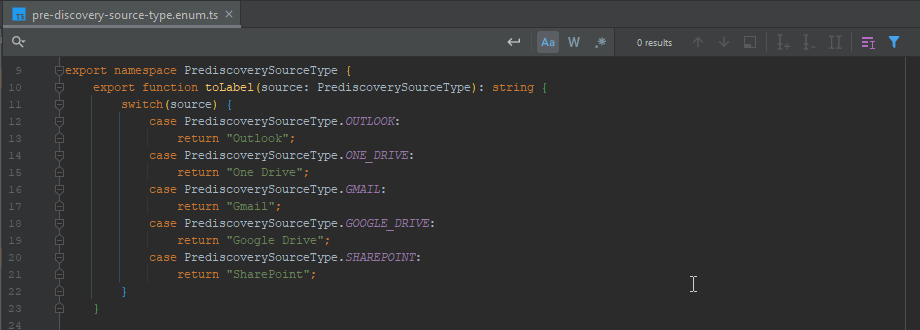 pre-discovery-source-type.enum.ts
Aa W .* 0 results
9 export namespace PrediscoverySourceType {
10 export function toLabel(source: PrediscoverySourceType): string {
11 switch(source) {
12 case PrediscoverySourceType.OUTLOOK:
13 return "Outlook";
14 case PrediscoverySourceType.ONE_DRIVE:
15 return "One Drive";
16 case PrediscoverySourceType.GMAIL:
17 return "Gmail";
18 case PrediscoverySourceType.GOOGLE_DRIVE:
19 return "Google Drive";
20 case PrediscoverySourceType.SHAREPOINT:
21 return "SharePoint";
22 }
23 }
24